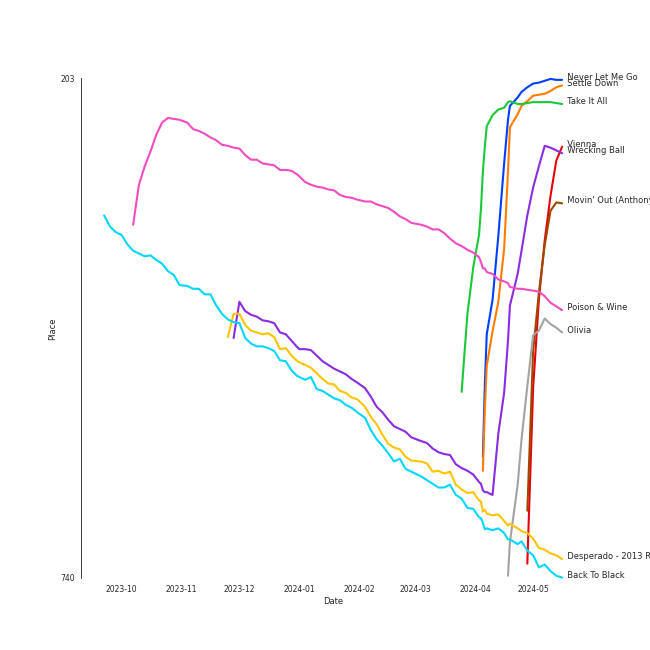 203
Never Let Me Go
Settle Down
Take It All
Vienna
Wrecking Ball
Movin' Out (Anthony
Poison & Wine
Olivia
Place
Desperado - 2013 R
Back To Black
740
2023-10 2023-11 2023-12 2024-01 2024-02 2024-03 2024-04 2024-05
Date